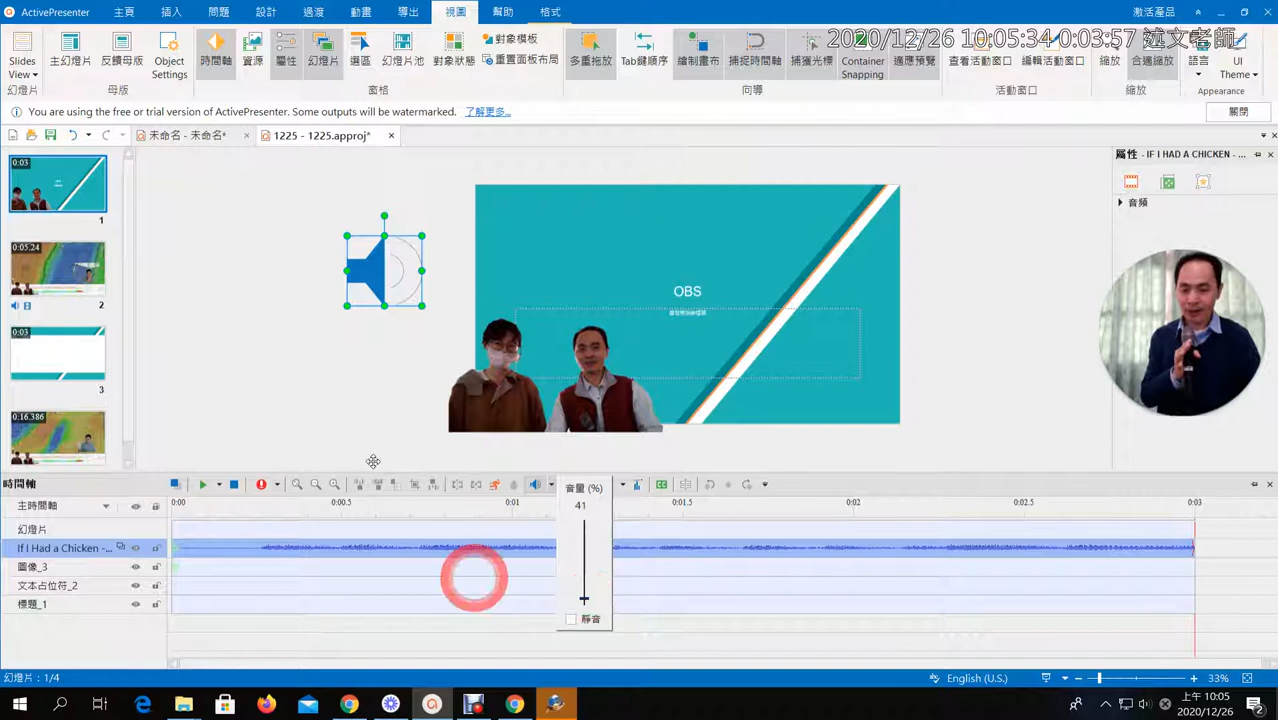 ActivePresenter
主頁
插入
問題
設計
過渡
動畫
導出
視圖
幫助
格式
激活產品
2020/12/26 10:05:34 0:03:57
Slides View
主幻燈片
反饋母版
Object Settings
時間軸
資源
屬性
幻燈片
選區
幻燈片池
對象狀態
對象模板
重置面板布局
多重拖放
Tab鍵順序
繪制畫布
捕捉時間軸
捕獲光標
Container Snapping
適應預覽
查看活動窗口
編輯活動窗口
縮放
合適縮放
語言
UI Theme
幻燈片
母版
窗格
向導
活動窗口
縮放
Appearance
You are using the free or trial version of ActivePresenter. Some outputs will be watermarked.
了解更多..
關閉
未命名 - 未命名*
1225 - 1225.approj*
0:03
1
0:05.24
2
0:03
3
0:16.386
OBS
屬性 - IF I HAD A CHICKEN - ...
音頻
時間軸
音量 (%)
41
靜音
主時間軸
0:00
0:00.5
0:01
0:01.5
0:02
0:02.5
0:03
幻燈片
If I Had a Chicken -...
圖像_3
文本占位符_2
標題_1
幻燈片：1/4
English (U.S.)
33%
上午 10:05
2020/12/26
2